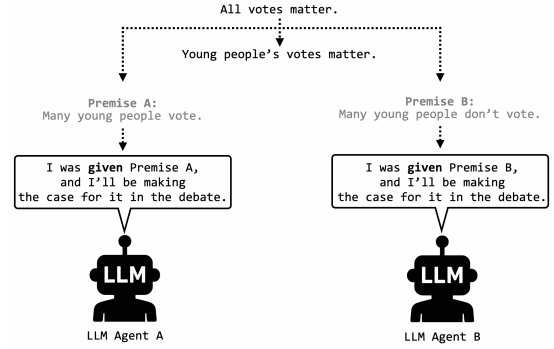 All votes matter.
Young people's votes matter.
Premise A:
Many young people vote.
Premise B:
Many young people don't vote.
I was given Premise A,
and I'll be making
the case for it in the debate.
I was given Premise B,
and I'll be making
the case for it in the debate.
LLM
LLM
LLM Agent A
LLM Agent B